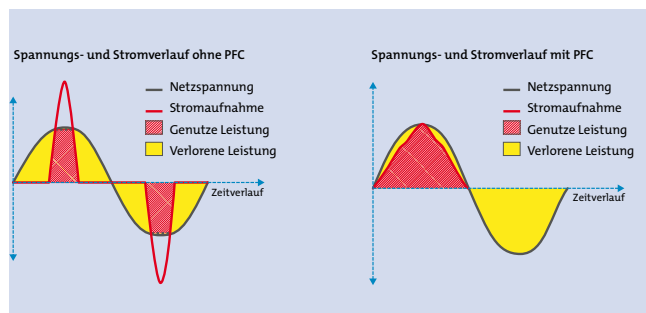 Spannungs- und Stromverlauf ohne PFC
Netzspannung
Stromaufnahme
Genutze Leistung
Verlorene Leistung
Zeitverlauf
Spannungs- und Stromverlauf mit PFC
Netzspannung
Stromaufnahme
Genutze Leistung
Verlorene Leistung
Zeitverlauf